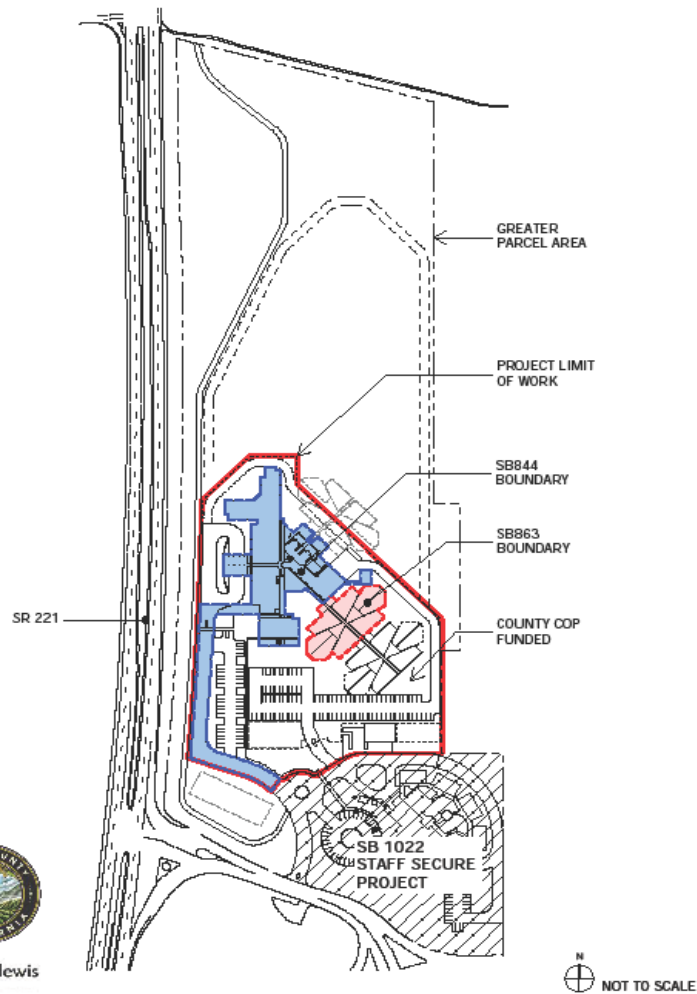 GREATER
PARCEL AREA
PROJECT LIMIT
OF WORK
SB844
BOUNDARY
SB863
BOUNDARY
SR 221
COUNTY COP
FUNDED
SB 1022
STAFF SECURE
PROJECT
lewis
N
NOT TO SCALE